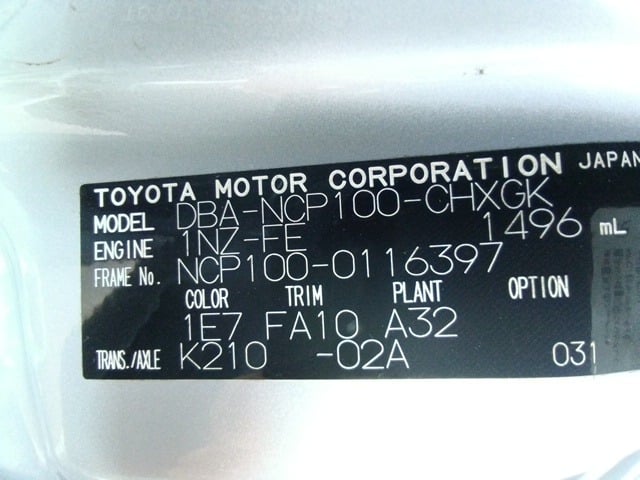 TOYOTA MOTOR CORPORATION JAPAN
MODEL DBA-NCP100-CHXGK
ENGINE 1NZ-FE 1496 mL
FRAME No. NCP100-0116397
COLOR TRIM PLANT OPTION
1E7 FA10 A32
TRANS./AXLE K210 -02A 031